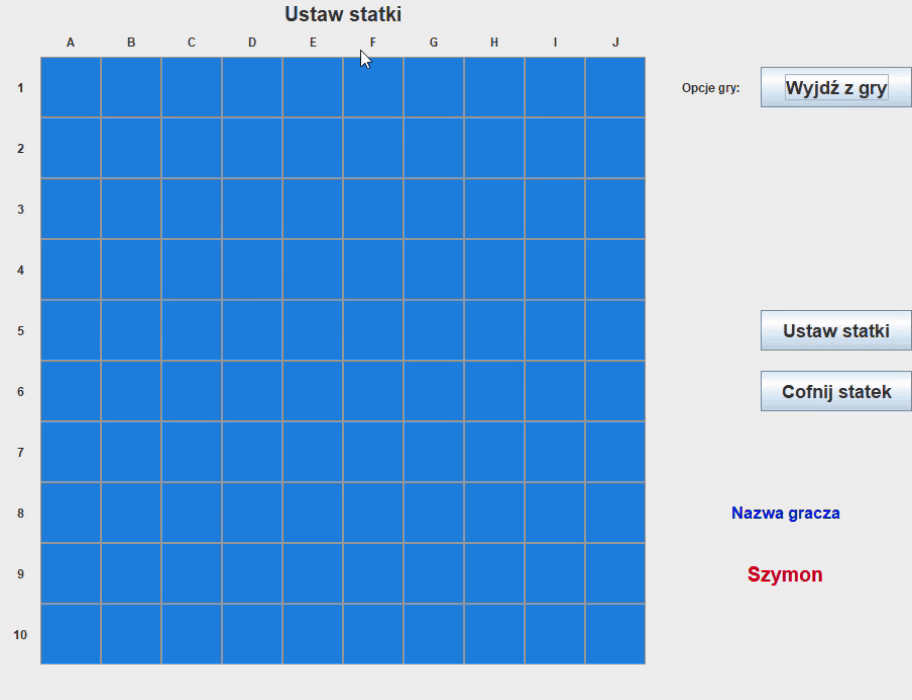 Ustaw statki
A B C D E F G H I J
1
Opcje gry: Wyjdź z gry
2
3
4
5
Ustaw statki
6
Cofnij statek
7
8
Nazwa gracza
9
Szymon
10